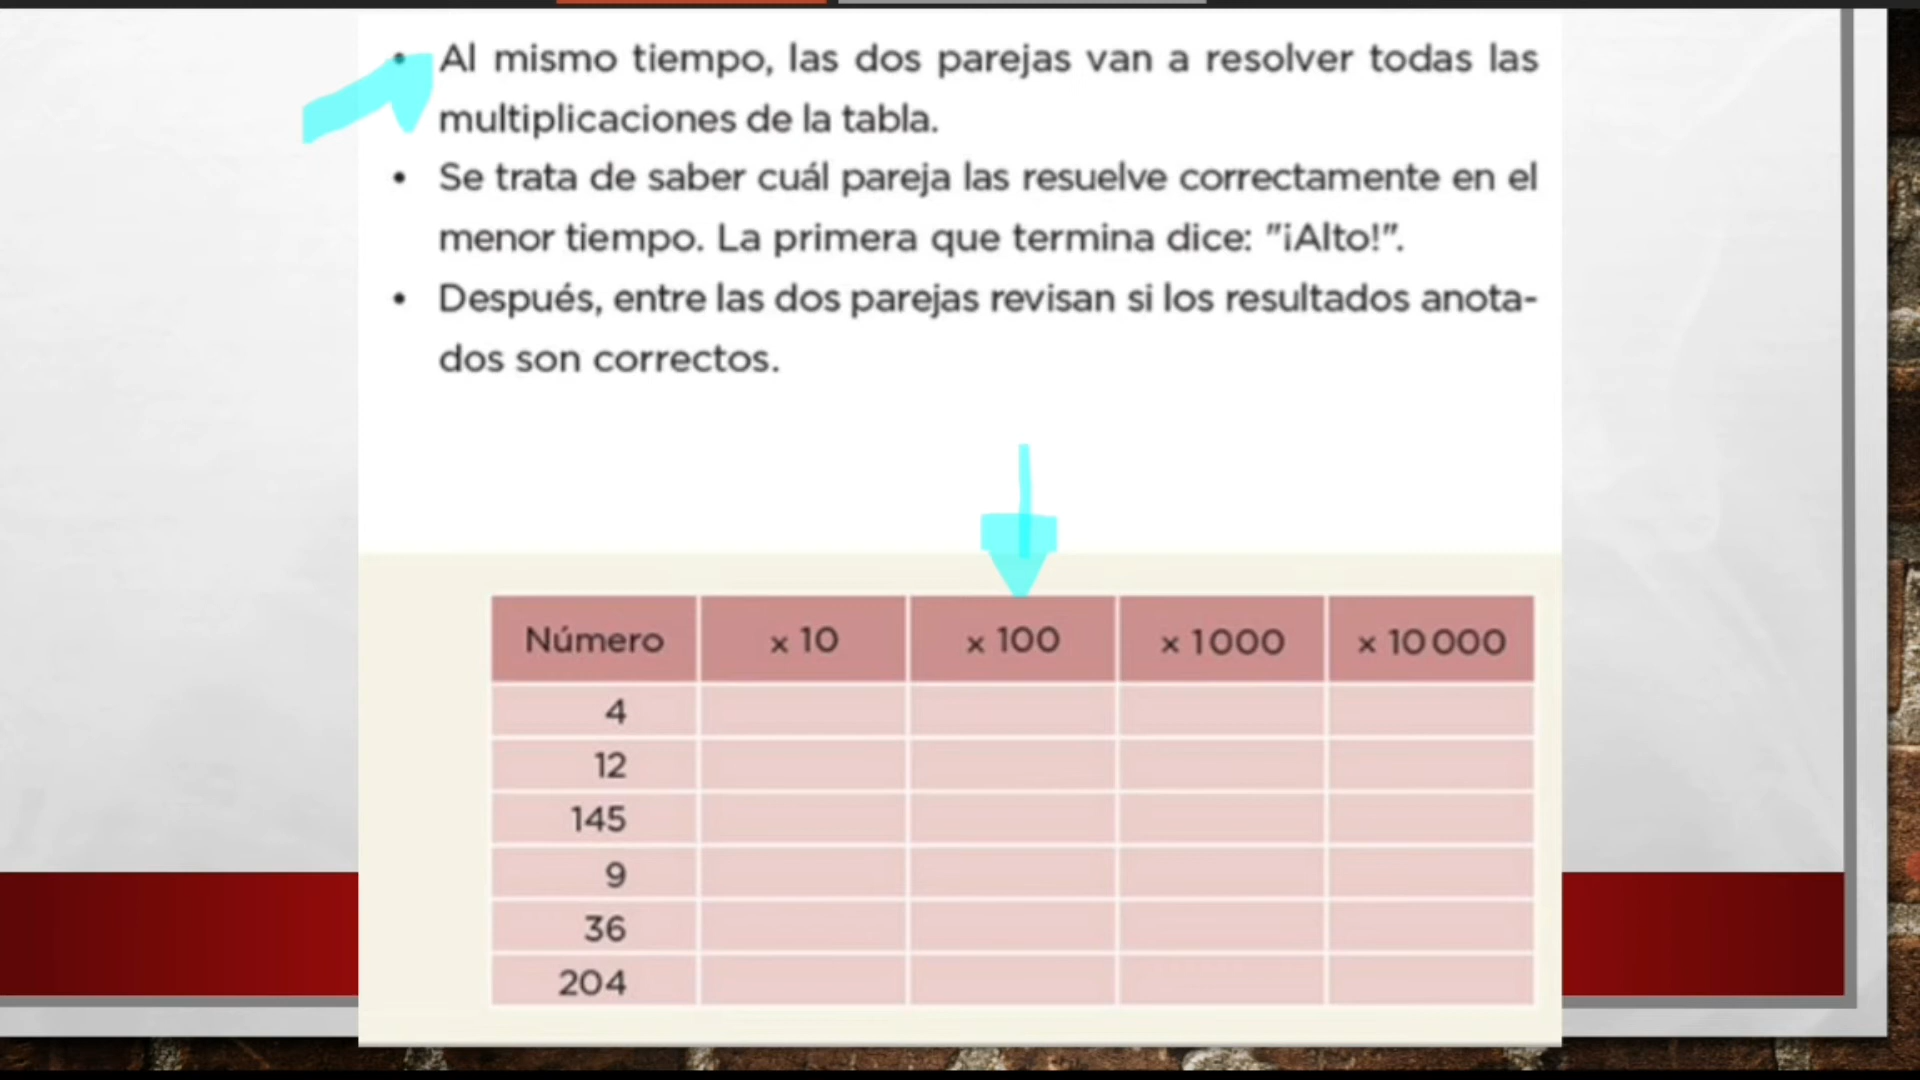 • Al mismo tiempo, las dos parejas van a resolver todas las
multiplicaciones de la tabla.
• Se trata de saber cuál pareja las resuelve correctamente en el
menor tiempo. La primera que termina dice: "¡Alto!".
• Después, entre las dos parejas revisan si los resultados anota-
dos son correctos.
Número x 10 x 100 x 1000 x 10 000
4
12
145
9
36
204